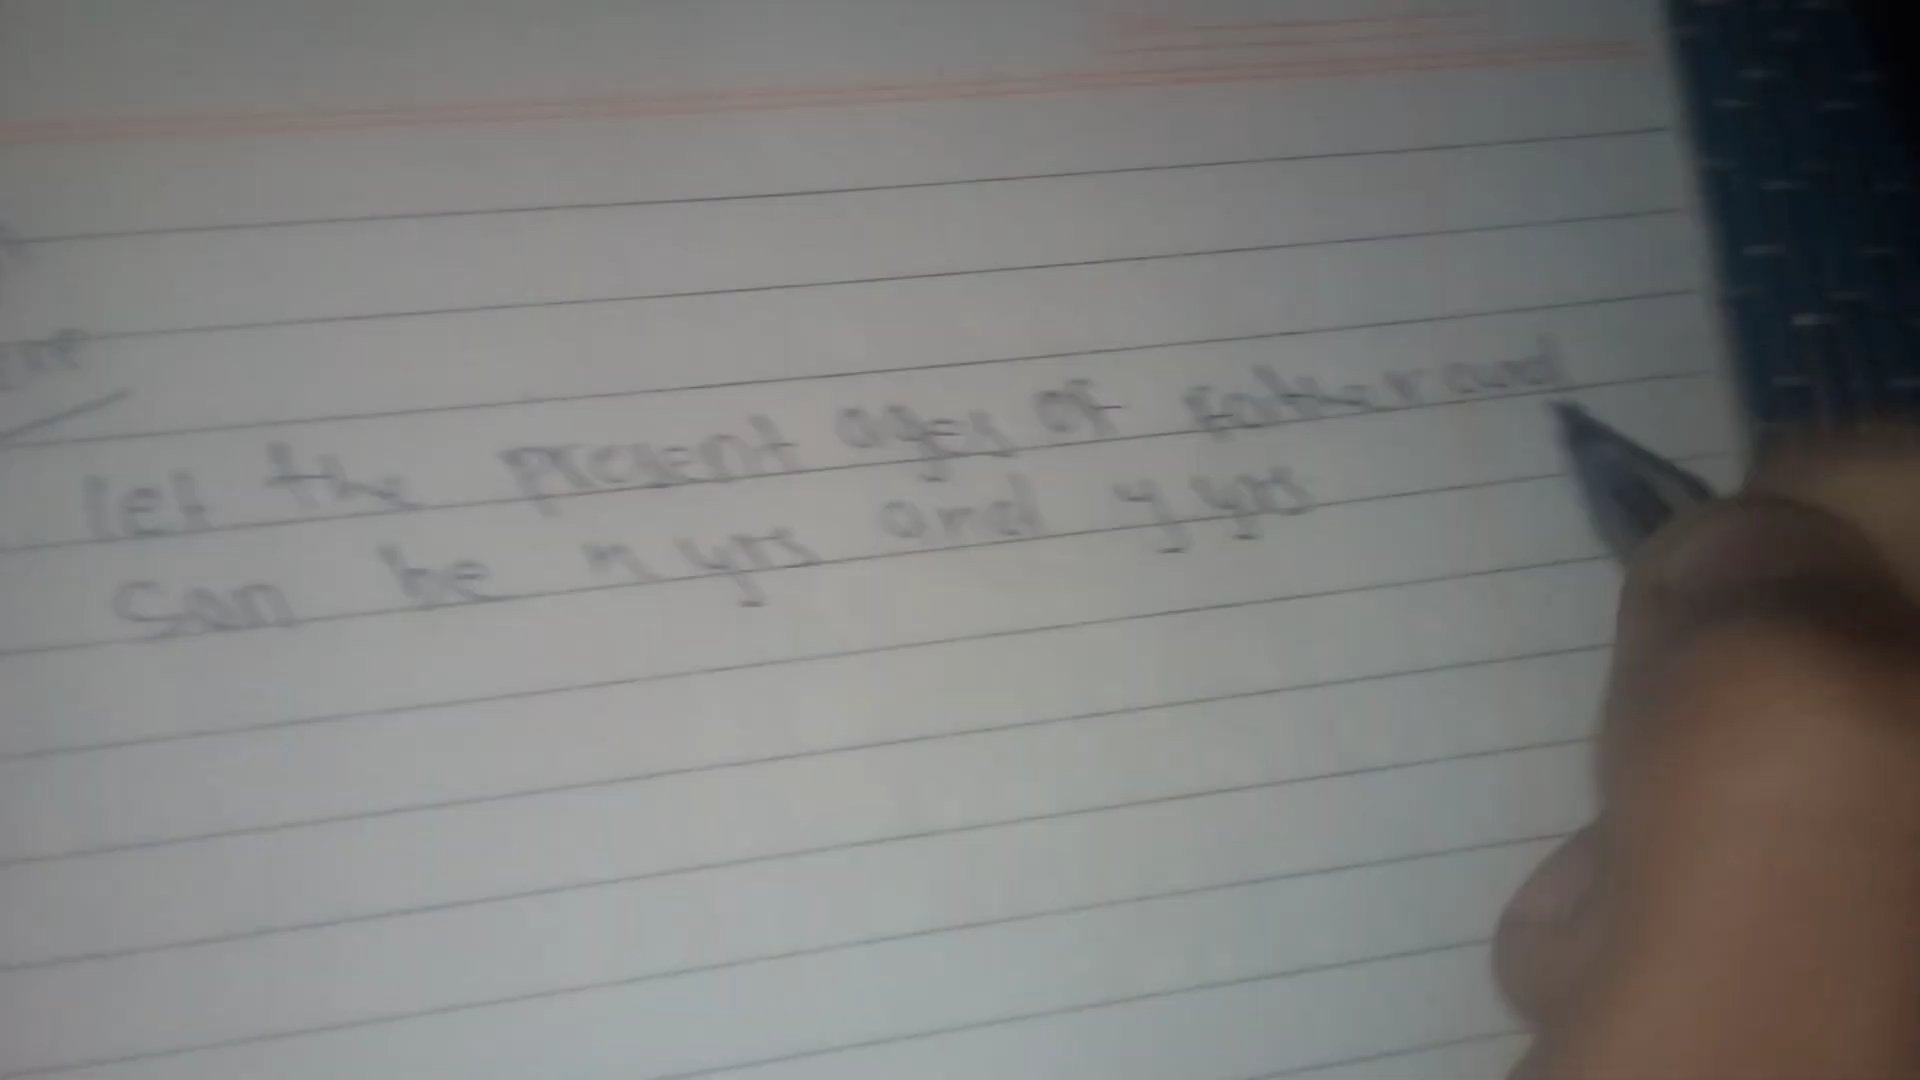 let the present ages of father and
son be x yrs and y yrs